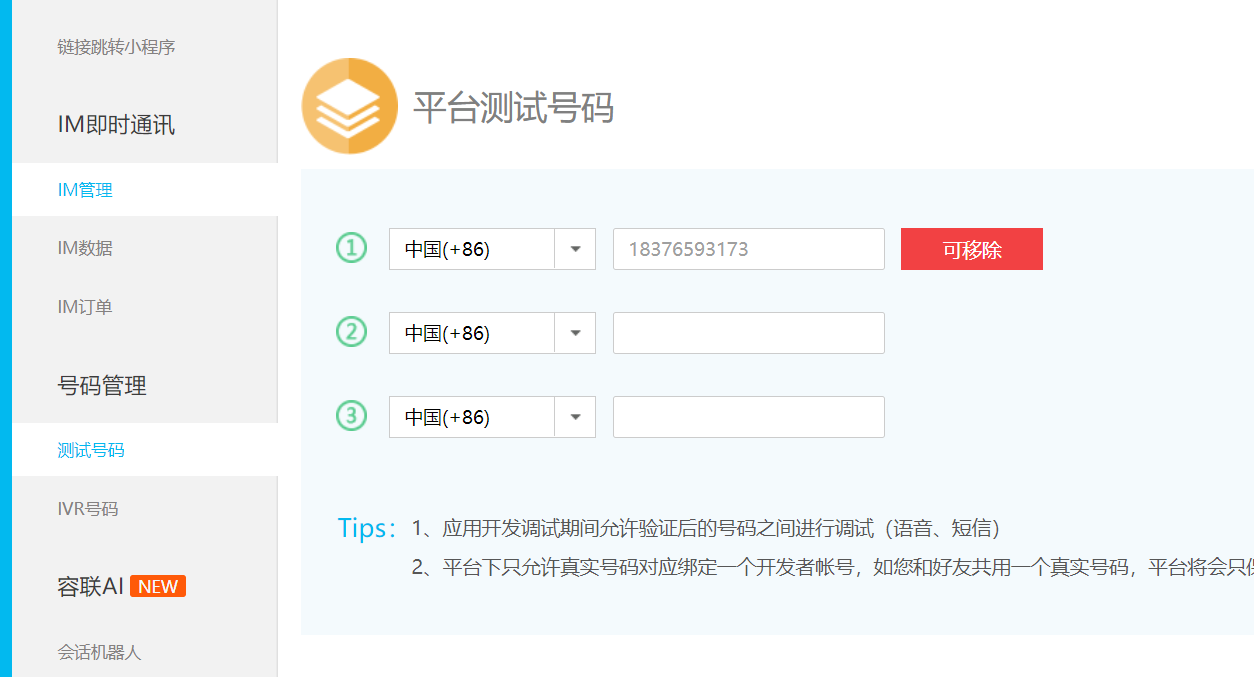 链接跳转小程序
IM即时通讯
IM管理
IM数据
IM订单
号码管理
测试号码
IVR号码
容联AI NEW
会话机器人
平台测试号码
1 中国(+86) 18376593173 可移除
2 中国(+86)
3 中国(+86)
Tips： 1、应用开发调试期间允许验证后的号码之间进行调试（语音、短信）
2、平台下只允许真实号码对应绑定一个开发者帐号，如您和好友共用一个真实号码，平台将会只